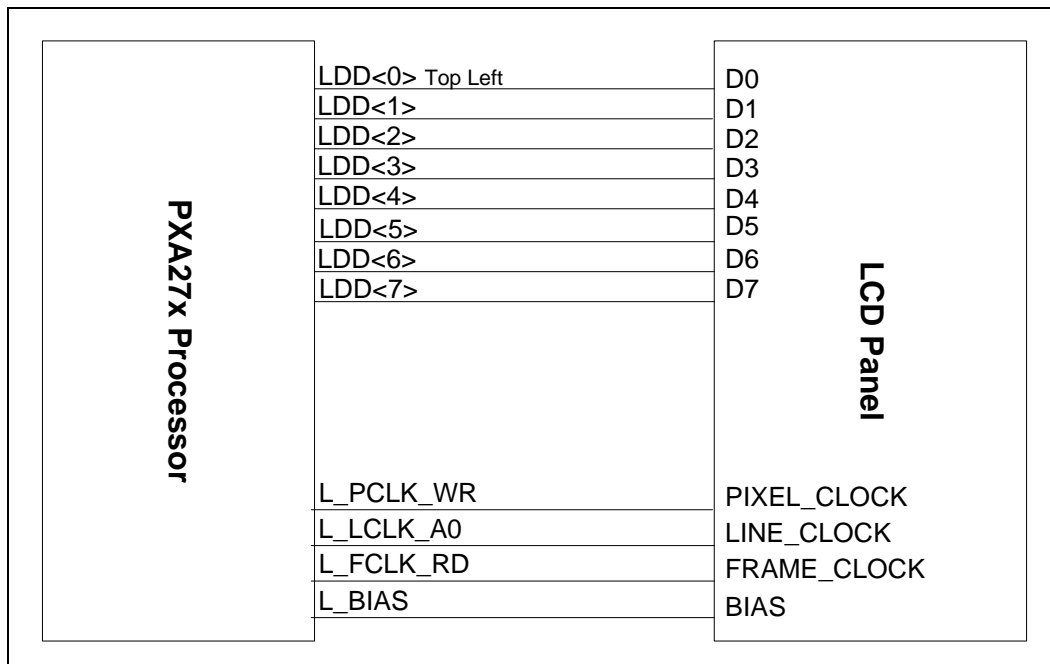 LDD<0> Top Left D0
LDD<1> D1
LDD<2> D2
LDD<3> D3
LDD<4> D4
LDD<5> D5
LDD<6> D6
LDD<7> D7
PXA27x Processor
LCD Panel
L_PCLK_WR PIXEL_CLOCK
L_LCLK_A0 LINE_CLOCK
L_FCLK_RD FRAME_CLOCK
L_BIAS BIAS